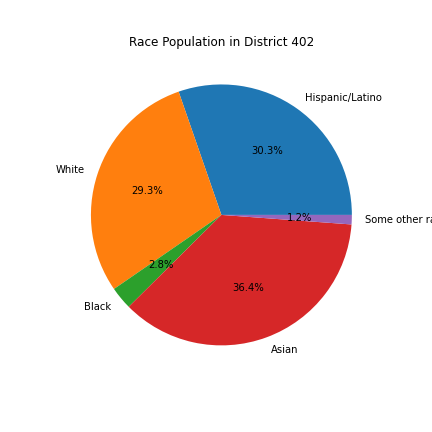 Race Population in District 402
Hispanic/Latino
30.3%
White
29.3%
1.2%
Some other ra
2.8%
36.4%
Black
Asian